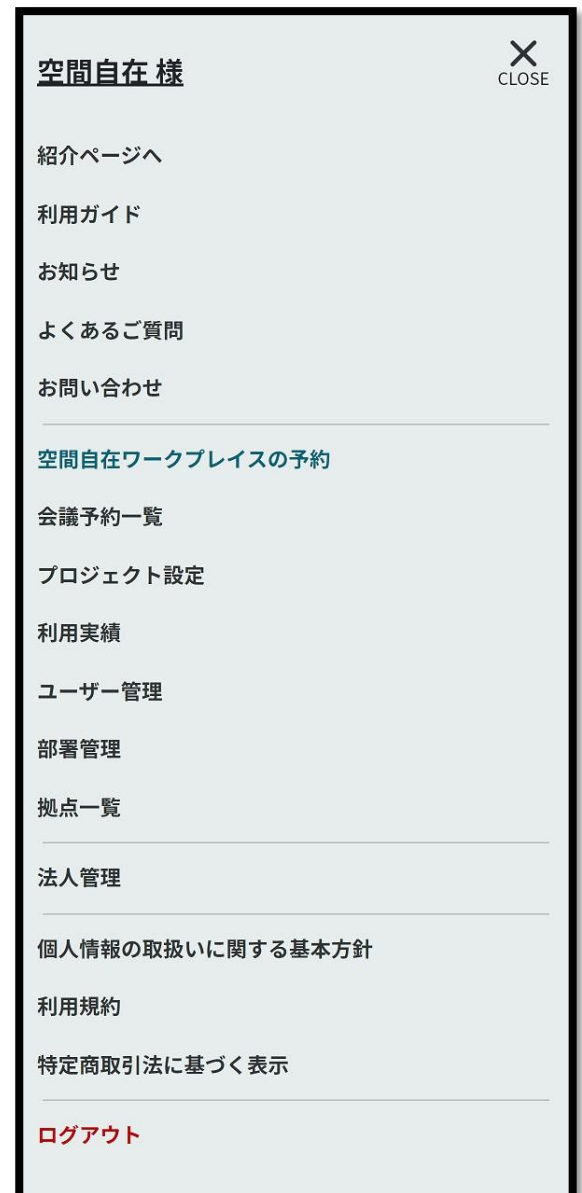 空間自在 様
CLOSE
紹介ページへ
利用ガイド
お知らせ
よくあるご質問
お問い合わせ
空間自在ワークプレイスの予約
会議予約一覧
プロジェクト設定
利用実績
ユーザー管理
部署管理
拠点一覧
法人管理
個人情報の取扱いに関する基本方針
利用規約
特定商取引法に基づく表示
ログアウト